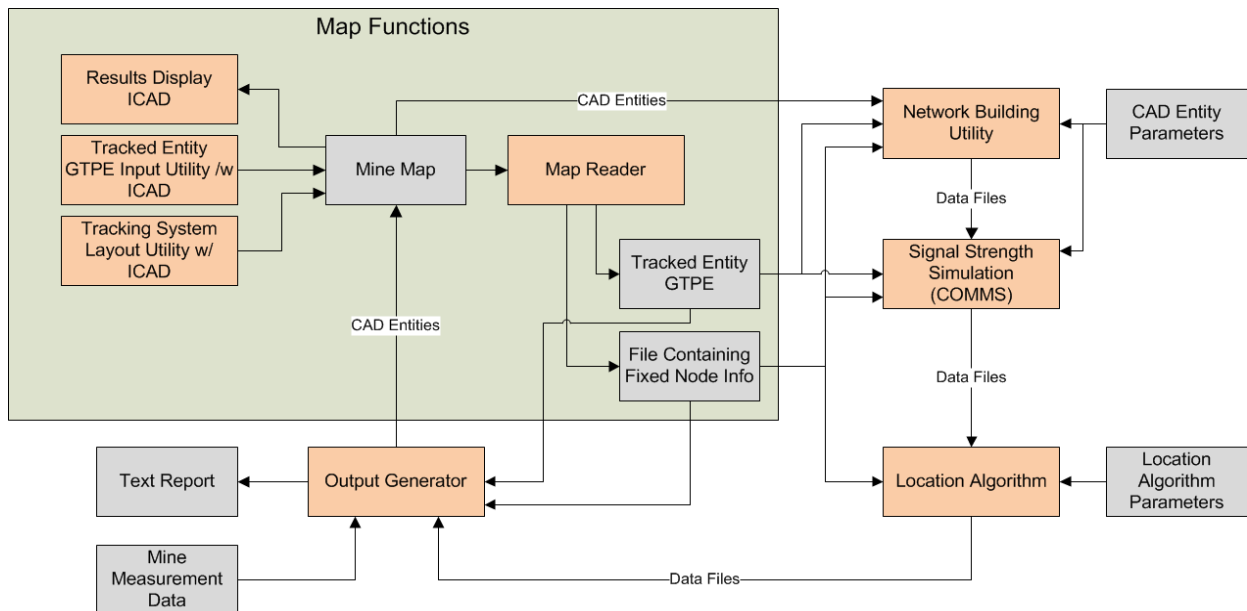 Map Functions
Results Display
ICAD
CAD Entities
Network Building
Utility
CAD Entity
Parameters
Tracked Entity
GTPE Input Utility /w
ICAD
Mine Map
Map Reader
Data Files
Tracking System
Layout Utility w/
ICAD
Tracked Entity
GTPE
Signal Strength
Simulation
(COMMS)
CAD Entities
File Containing
Fixed Node Info
Data Files
Text Report
Output Generator
Location Algorithm
Location
Algorithm
Parameters
Mine
Measurement
Data
Data Files